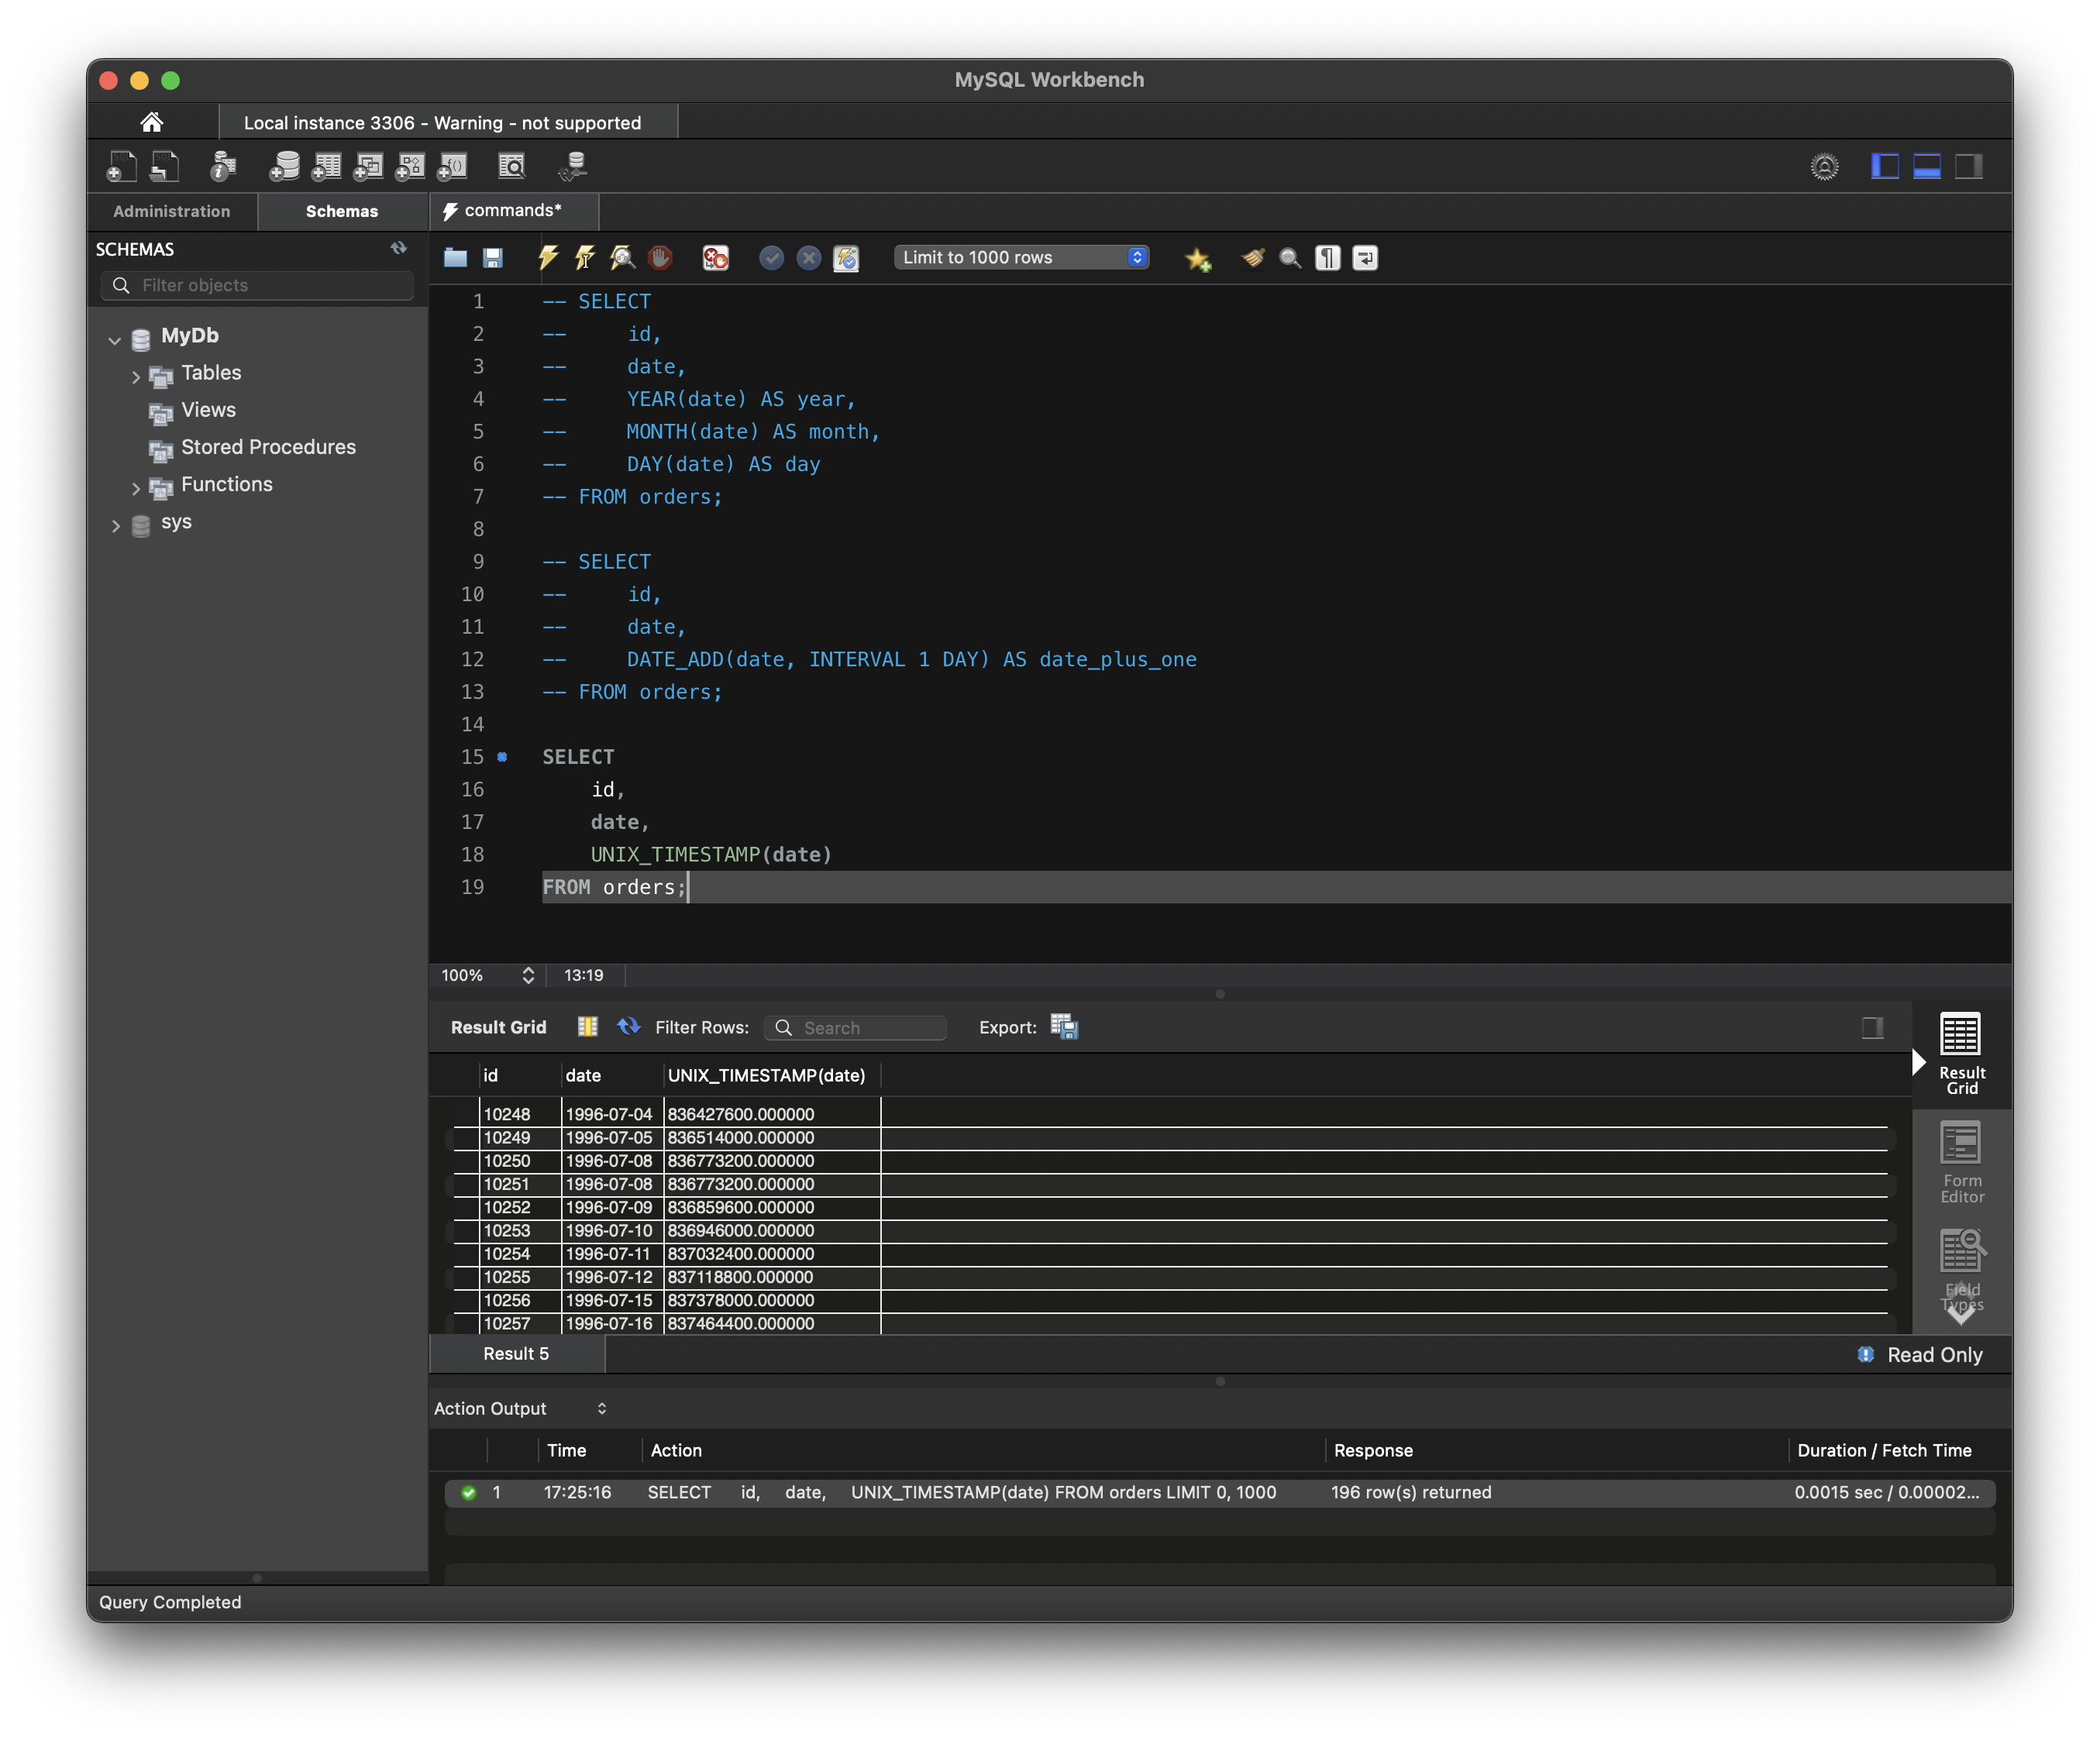 MySQL Workbench
Local instance 3306 - Warning - not supported
Administration
Schemas
commands*
SCHEMAS
Filter objects
MyDb
Tables
Views
Stored Procedures
Functions
sys
Limit to 1000 rows
1 -- SELECT
2 -- id,
3 -- date,
4 -- YEAR(date) AS year,
5 -- MONTH(date) AS month,
6 -- DAY(date) AS day
7 -- FROM orders;
8
9 -- SELECT
10 -- id,
11 -- date,
12 -- DATE_ADD(date, INTERVAL 1 DAY) AS date_plus_one
13 -- FROM orders;
14
15 SELECT
16 id,
17 date,
18 UNIX_TIMESTAMP(date)
19 FROM orders;
100% 13:19
Result Grid Filter Rows: Search Export:
id date UNIX_TIMESTAMP(date)
10248 1996-07-04 836427600.000000
10249 1996-07-05 836514000.000000
10250 1996-07-08 836773200.000000
10251 1996-07-08 836773200.000000
10252 1996-07-09 836859600.000000
10253 1996-07-10 836946000.000000
10254 1996-07-11 837032400.000000
10255 1996-07-12 837118800.000000
10256 1996-07-15 837378000.000000
10257 1996-07-16 837464400.000000
Result
Grid
Form
Editor
Field
Types
Result 5
Read Only
Action Output
Time Action Response Duration / Fetch Time
1 17:25:16 SELECT id, date, UNIX_TIMESTAMP(date) FROM orders LIMIT 0, 1000 196 row(s) returned 0.0015 sec / 0.00002...
Query Completed